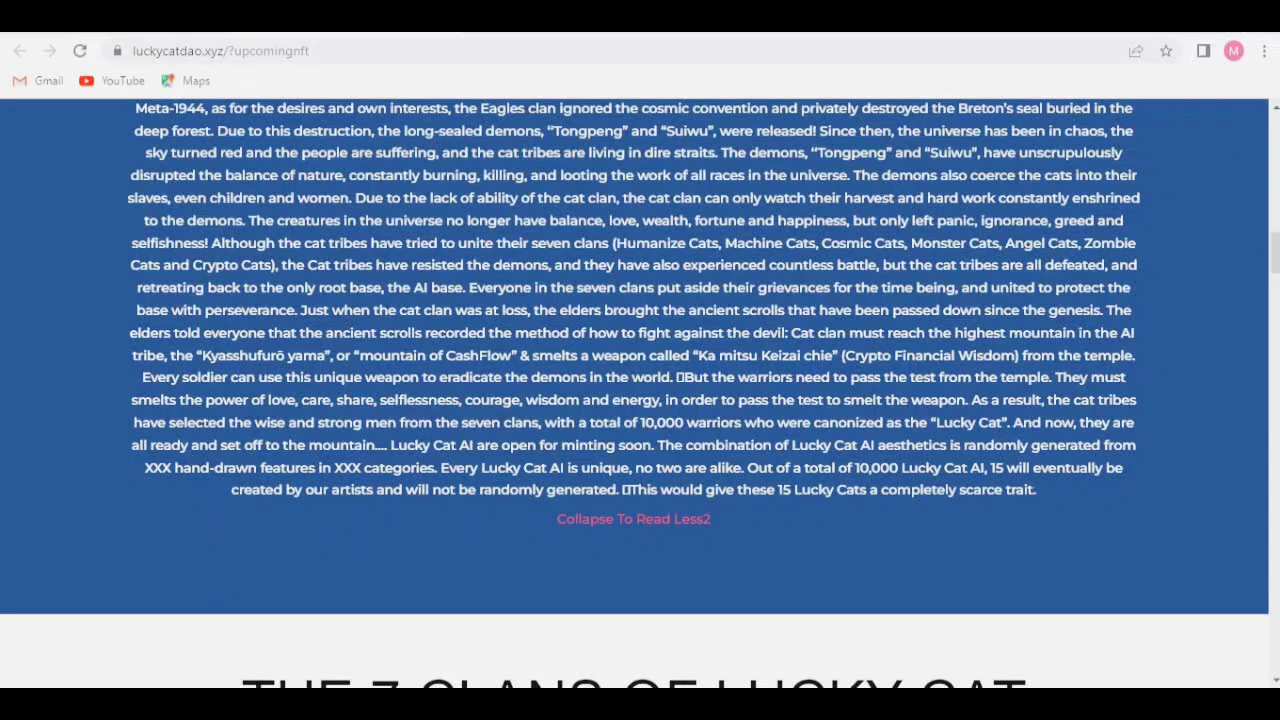 luckycatdao.xyz/?upcomingnft
M
Gmail YouTube Maps
Meta-1944, as for the desires and own interests, the Eagles clan ignored the cosmic convention and privately destroyed the Breton's seal buried in the
deep forest. Due to this destruction, the long-sealed demons, “Tongpeng” and “Suiwu”, were released! Since then, the universe has been in chaos, the
sky turned red and the people are suffering, and the cat tribes are living in dire straits. The demons, “Tongpeng” and “Suiwu”, have unscrupulously
disrupted the balance of nature, constantly burning, killing, and looting the work of all races in the universe. The demons also coerce the cats into their
slaves, even children and women. Due to the lack of ability of the cat clan, the cat clan can only watch their harvest and hard work constantly enshrined
to the demons. The creatures in the universe no longer have balance, love, wealth, fortune and happiness, but only left panic, ignorance, greed and
selfishness! Although the cat tribes have tried to unite their seven clans (Humanize Cats, Machine Cats, Cosmic Cats, Monster Cats, Angel Cats, Zombie
Cats and Crypto Cats), the Cat tribes have resisted the demons, and they have also experienced countless battle, but the cat tribes are all defeated, and
retreating back to the only root base, the AI base. Everyone in the seven clans put aside their grievances for the time being, and united to protect the
base with perseverance. Just when the cat clan was at loss, the elders brought the ancient scrolls that have been passed down since the genesis. The
elders told everyone that the ancient scrolls recorded the method of how to fight against the devil: Cat clan must reach the highest mountain in the AI
tribe, the “Kyasshufurō yama”, or “mountain of CashFlow” & smelts a weapon called “Ka mitsu Keizai chie” (Crypto Financial Wisdom) from the temple.
Every soldier can use this unique weapon to eradicate the demons in the world. But the warriors need to pass the test from the temple. They must
smelts the power of love, care, share, selflessness, courage, wisdom and energy, in order to pass the test to smelt the weapon. As a result, the cat tribes
have selected the wise and strong men from the seven clans, with a total of 10,000 warriors who were canonized as the “Lucky Cat”. And now, they are
all ready and set off to the mountain.... Lucky Cat AI are open for minting soon. The combination of Lucky Cat AI aesthetics is randomly generated from
XXX hand-drawn features in XXX categories. Every Lucky Cat AI is unique, no two are alike. Out of a total of 10,000 Lucky Cat AI, 15 will eventually be
created by our artists and will not be randomly generated. This would give these 15 Lucky Cats a completely scarce trait.
Collapse To Read Less2
THE 7 CLANS OF LUCKY CAT